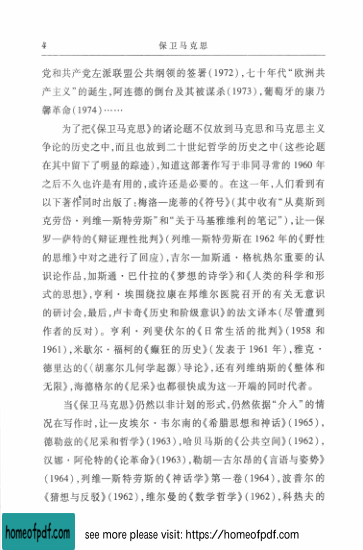 4 保卫马克思
党和共产党左派联盟公共纲领的签署(1972),七十年代“欧洲共
产主义”的诞生,阿连德的倒台及其被谋杀(1973),葡萄牙的康乃
馨革命(1974)……
为了把《保卫马克思》的诸论题不仅放到马克思和马克思主义
争论的历史之中,而且也放到二十世纪哲学的历史之中(这些论题
在其中留下了明显的踪迹),知道这部著作写于非同寻常的 1960 年
之后不久也许是有用的,或许还是必要的。在这一年,人们看到有
以下著作同时出版了:梅洛—庞蒂的《符号》(其中收有“从莫斯到
克劳岱·列维—斯特劳斯”和“关于马基雅维利的笔记”),让—保
罗—萨特的《辩证理性批判》(列维—斯特劳斯在 1962 年的《野性
的思维》中对之进行了回应),吉尔—加斯通·格杭热尔重要的认
识论作品,加斯通·巴什拉的《梦想的诗学》和《人类的科学和形
式的思想》,亨利·埃围绕拉康在邦维尔医院召开的有关无意识
的研讨会,最后,卢卡奇《历史和阶级意识》的法文译本(尽管遭到
作者的反对)。亨利·列斐伏尔的《日常生活的批判》(1958 和
1961),米歇尔·福柯的《癫狂的历史》(发表于 1961 年),雅克·
德里达的《〈胡塞尔几何学起源〉导论》,还有列维纳斯的《整体和
无限》,海德格尔的《尼采》也都很快成为这一开端的同时代者。
当《保卫马克思》仍然以非计划的形式,仍然依据“介入”的情
况在写作时,让—皮埃尔·韦尔南的《希腊思想和神话》(1965),
德勒兹的《尼采和哲学》(1963),哈贝马斯的《公共空间》(1962),
汉娜·阿伦特的《论革命》(1963),勒胡—古尔昂的《言语与姿势》
(1964),列维—斯特劳斯的《神话学》第一卷(1964),波普尔的
《猜想与反驳》(1962),维尔曼的《数学哲学》(1962),科热夫的
homeofpdf.com see more please visit: https://homeofpdf.com